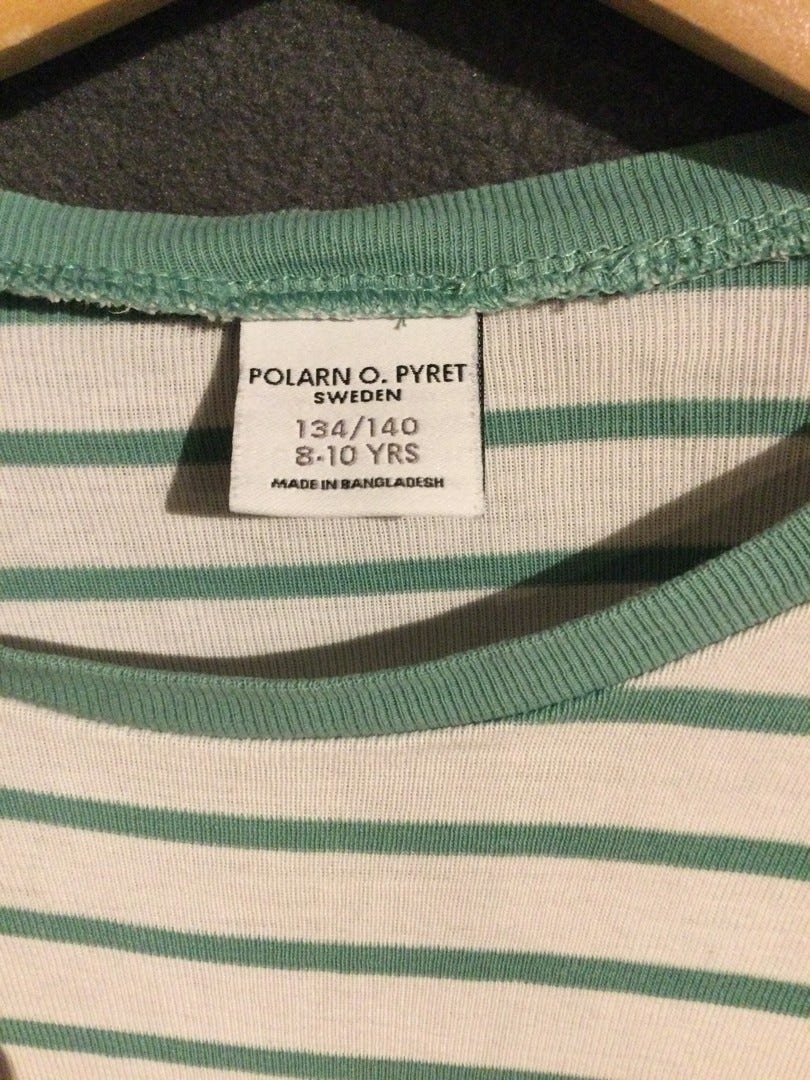 POLARN O. PYRET
SWEDEN
134/140
8-10 YRS
MADE IN BANGLADESH